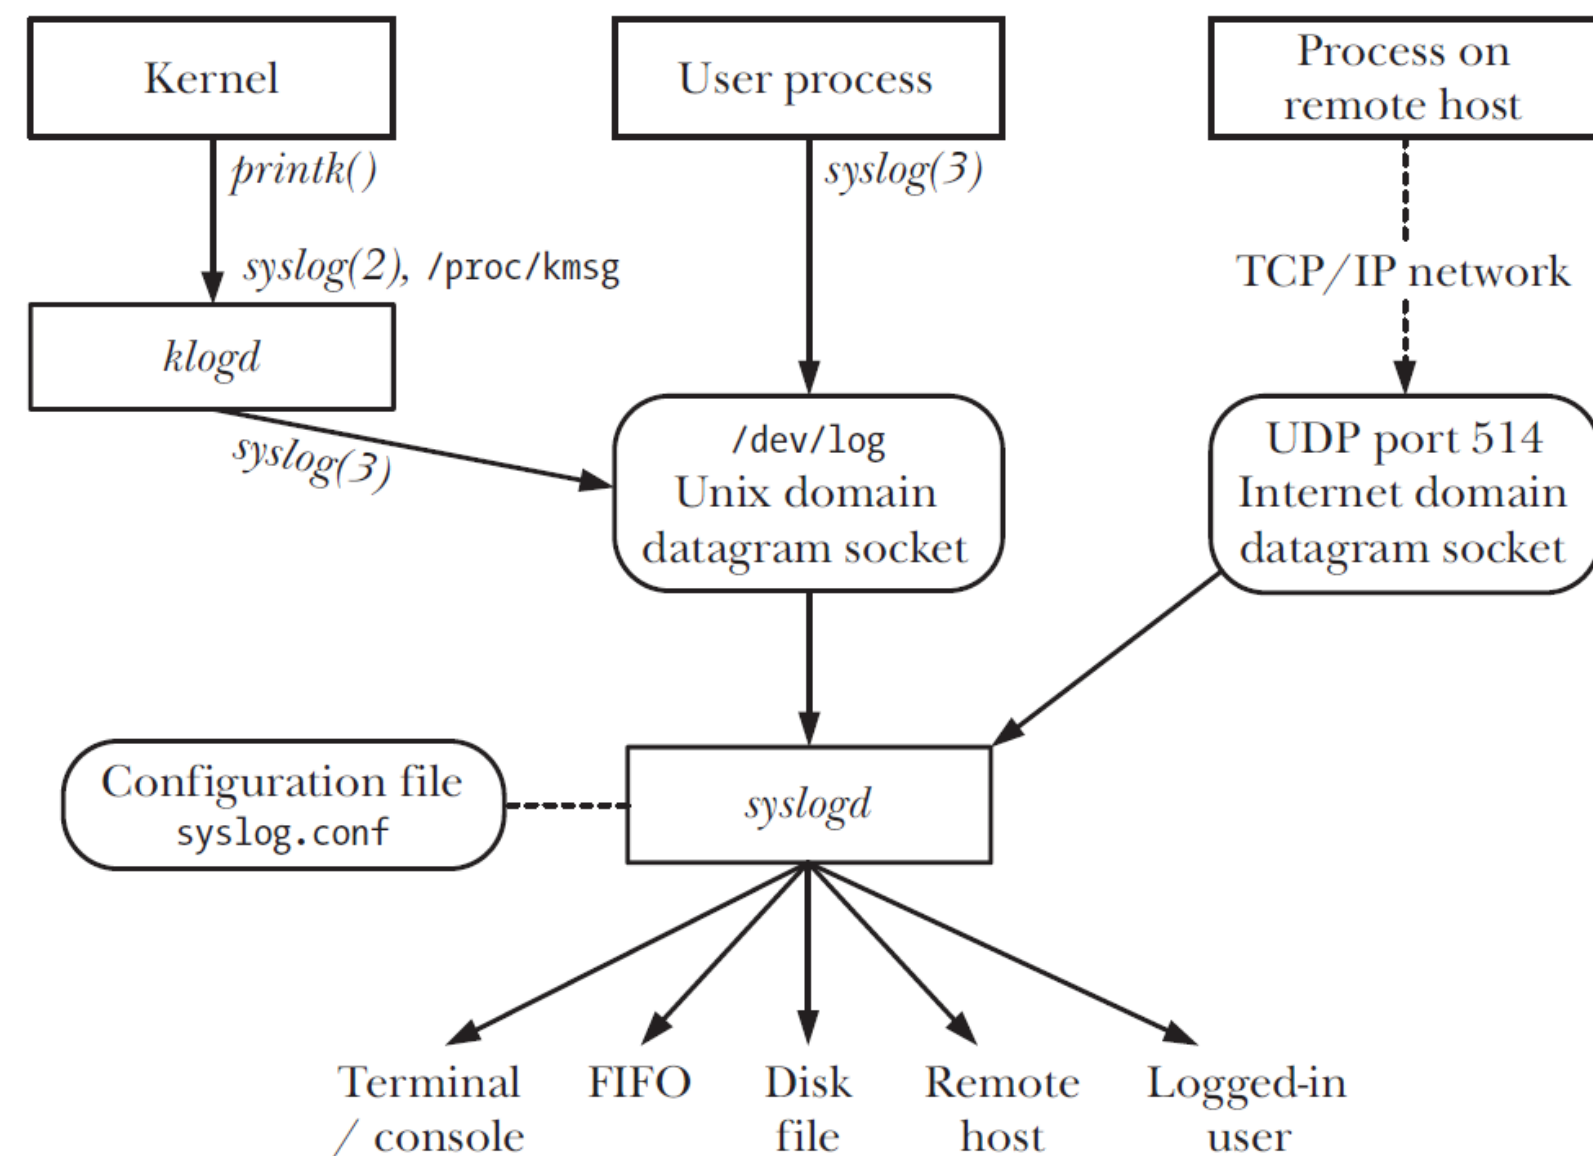 Kernel
User process
Process on
remote host
printk()
syslog(3)
syslog(2), /proc/kmsg
TCP/IP network
klogd
syslog(3)
/dev/log
Unix domain
datagram socket
UDP port 514
Internet domain
datagram socket
Configuration file
syslog.conf
syslogd
Terminal
/ console
FIFO
Disk
file
Remote
host
Logged-in
user